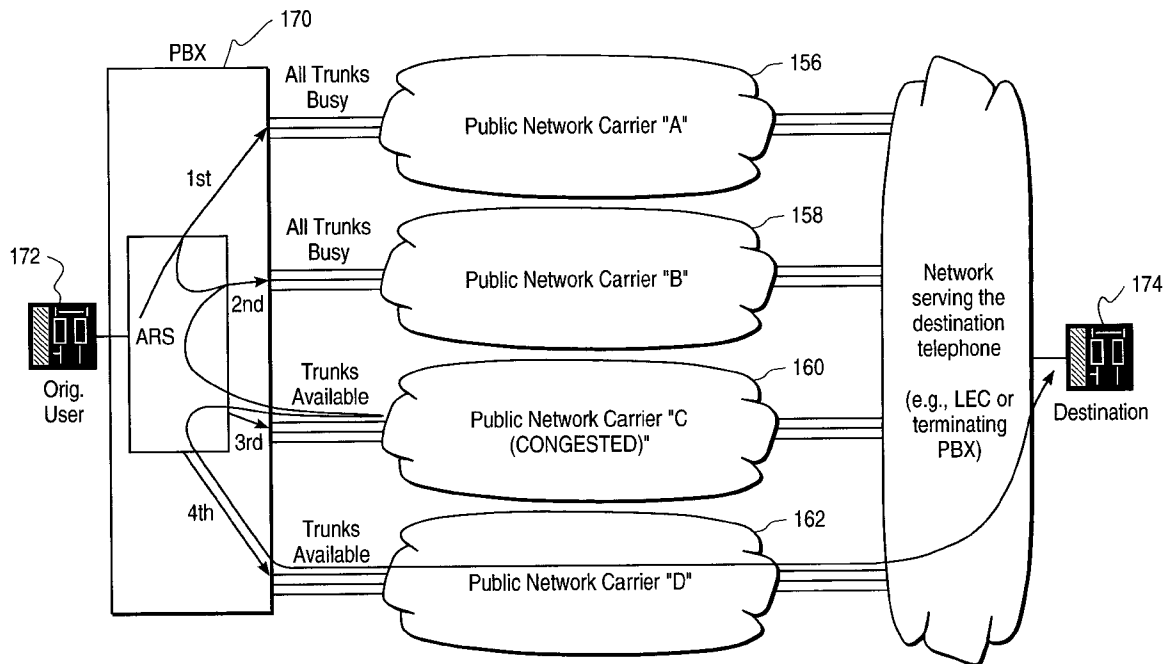 170
PBX
156
All Trunks
Busy
Public Network Carrier "A"
1st
158
All Trunks
Busy
172
Public Network Carrier "B"
2nd
ARS
Orig.
User
Network
serving the
destination
telephone
(e.g., LEC or
terminating
PBX)
174
Destination
160
Trunks
Available
Public Network Carrier "C
(CONGESTED)"
3rd
4th
162
Trunks
Available
Public Network Carrier "D"